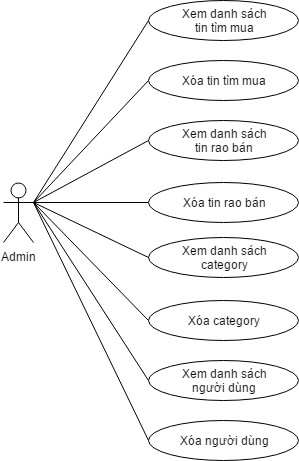 Xem danh sách
tin tìm mua
Xóa tin tìm mua
Xem danh sách
tin rao bán
Xóa tin rao bán
Admin
Xem danh sách
category
Xóa category
Xem danh sách
người dùng
Xóa người dùng